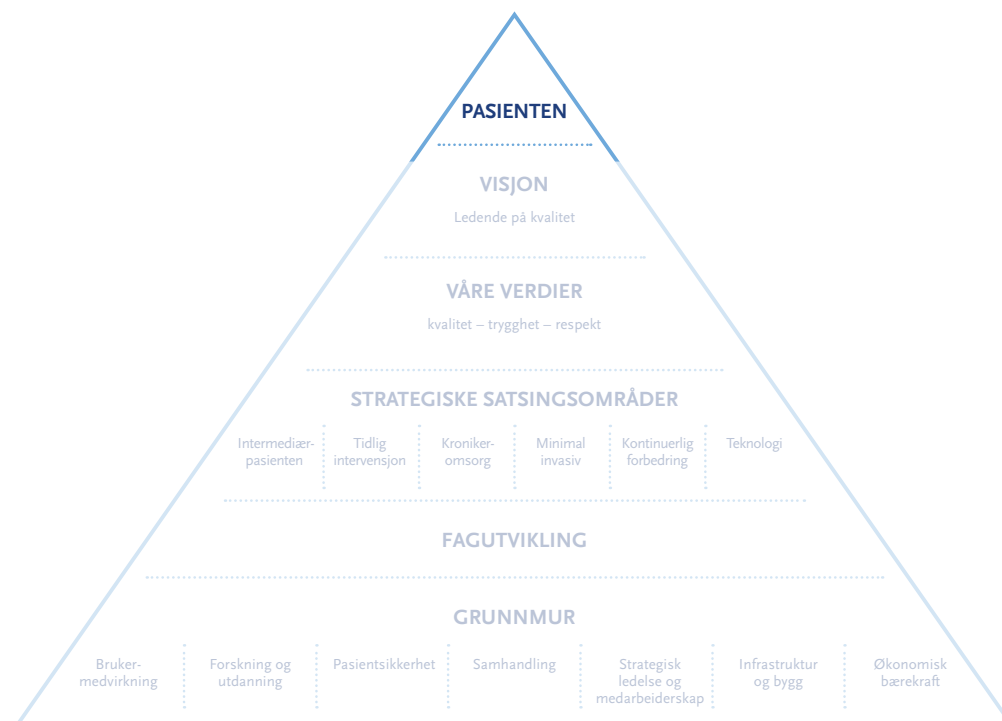 PASIENTEN
VISJON
Ledende på kvalitet
VÅRE VERDIER
kvalitet – trygghet – respekt
STRATEGISKE SATSINGSOMRÅDER
Intermediær-
pasienten
Tidlig
intervensjon
Kroniker-
omsorg
Minimal
invasiv
Kontinuerlig
forbedring
Teknologi
FAGUTVIKLING
GRUNNMUR
Bruker-
medvirkning
Forskning og
utdanning
Pasientsikkerhet
Samhandling
Strategisk
ledelse og
medarbeiderskap
Infrastruktur
og bygg
Økonomisk
bærekraft